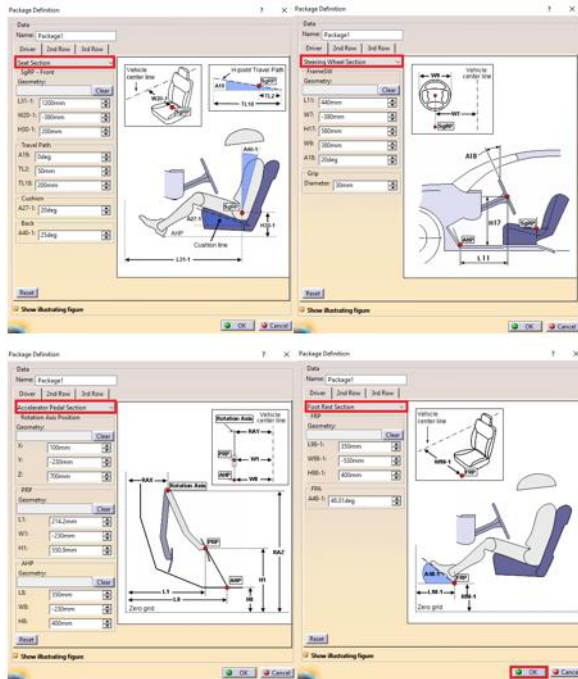 Package Definition
? ×
Data
Name: Package1
Driver 2nd Row 3rd Row
Seat Section
SgRP - Front
Geometry:
Clear
L31-1: 1200mm
W20-1: -380mm
H30-1: 200mm
Travel Path
A19: 0deg
TL2: 50mm
TL18: 200mm
Cushion
A27-1: 20deg
Back
A40-1: 25deg
Vehicle
center line
W20-1
SgRP
H-point Travel Path
A19
SgRP
TL2
TL18
A40-1
SgRP
A27-1
H30-1
AHP
Cushion line
L31-1
Reset
Show illustrating figure
OK Cancel
Package Definition
? ×
Data
Name: Package1
Driver 2nd Row 3rd Row
Steering Wheel Section
FrameSW
Geometry:
Clear
L11: 440mm
W7: -380mm
H17: 580mm
W9: 380mm
A18: 20deg
Grip
Diameter: 30mm
W9
Vehicle
center line
W7
SgRP
A18
H17
SgRP
AHP
L11
Reset
Show illustrating figure
OK Cancel
Package Definition
? ×
Data
Name: Package1
Driver 2nd Row 3rd Row
Accelerator Pedal Section
Rotation Axis Position
Geometry:
Clear
X: 100mm
Y: -230mm
Z: 700mm
PRF
Geometry:
Clear
L1: 214.2mm
W1: -230mm
H1: 550.9mm
AHP
Geometry:
Clear
L8: 350mm
W8: -230mm
H8: 400mm
Rotation Axis
Vehicle
center line
RAY
PRP
W1
AHP
W8
RAX
Rotation Axis
PRP
RAZ
H1
AHP
L1
L8
H8
Zero grid
Reset
Show illustrating figure
OK Cancel
Package Definition
? ×
Data
Name: Package1
Driver 2nd Row 3rd Row
Foot Rest Section
FRP
Geometry:
Clear
L98-1: 350mm
W98-1: -530mm
H98-1: 400mm
FPA
A48-1: 40.01deg
Vehicle
center line
W98-1
FRP
A48-1
FRP
L98-1
H98-1
Zero grid
Reset
Show illustrating figure
OK Cancel